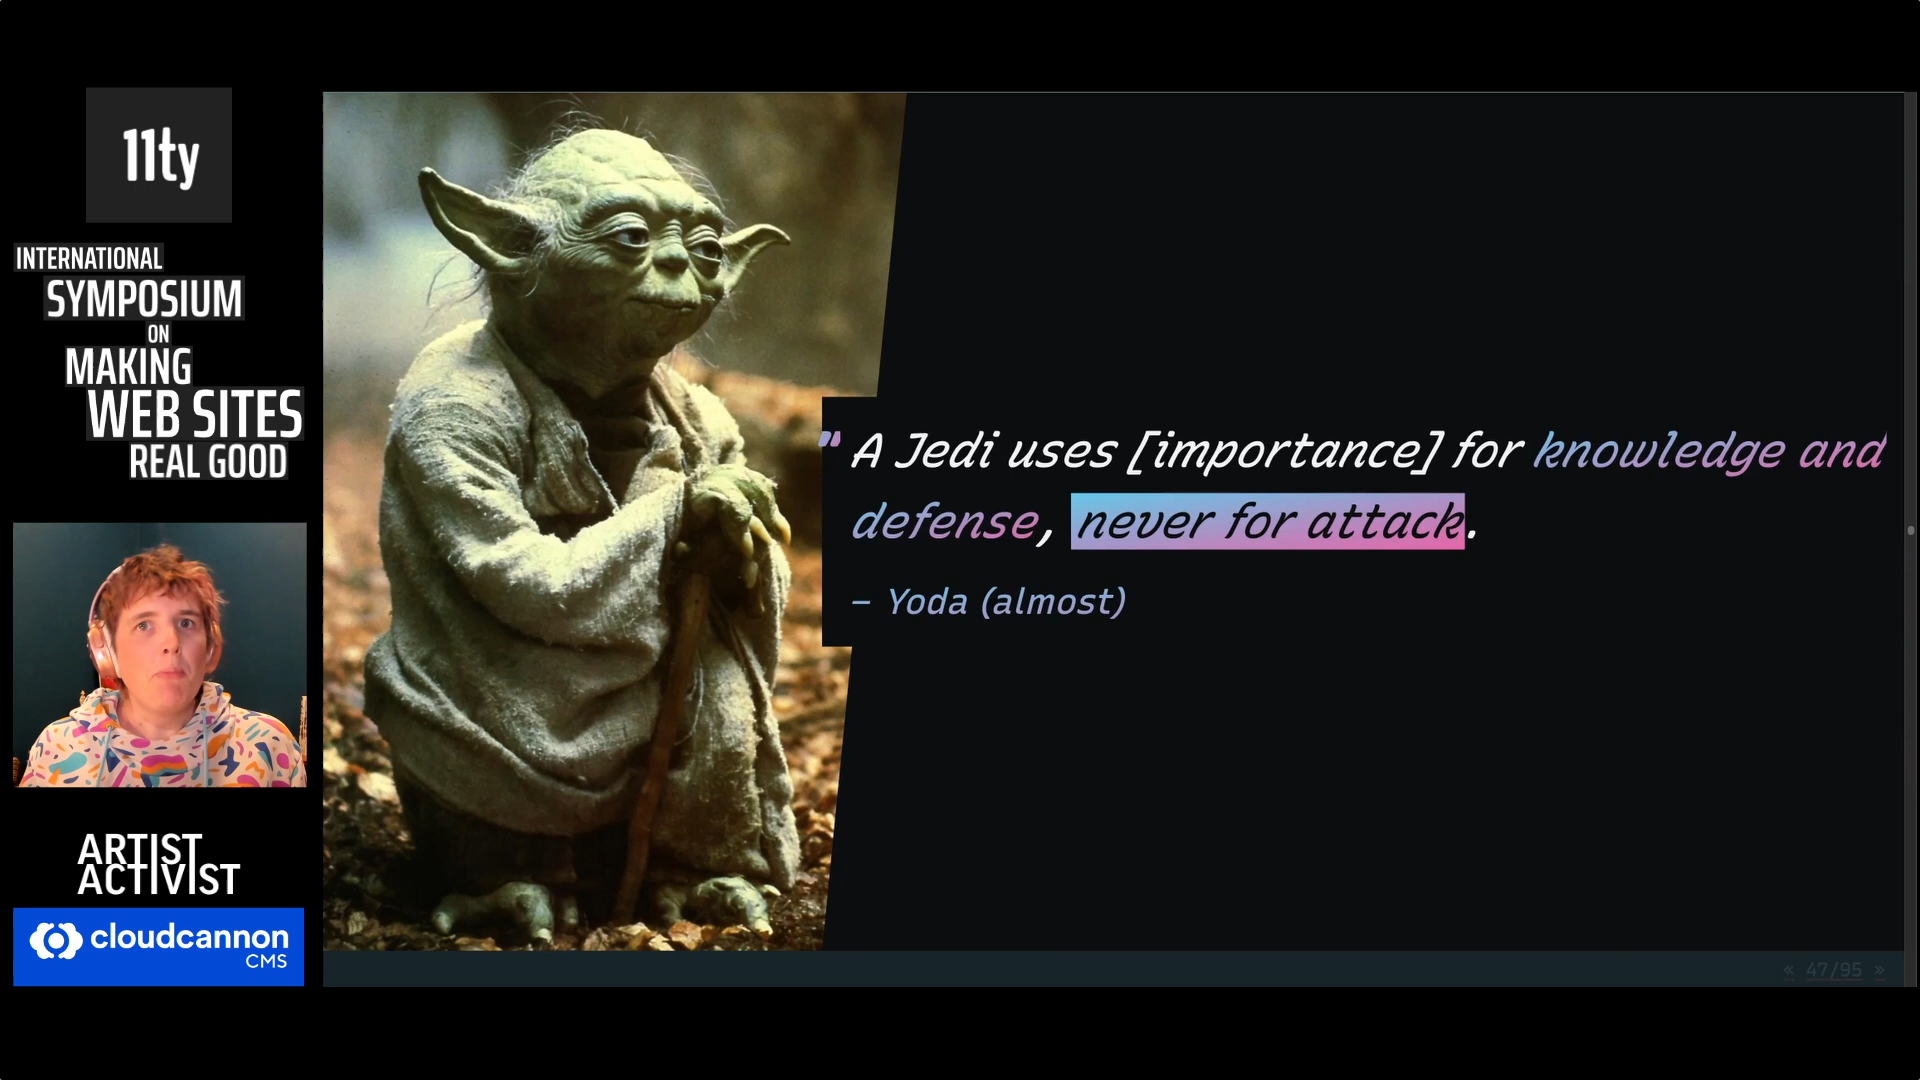 11ty
INTERNATIONAL
SYMPOSIUM
ON
MAKING
WEB SITES
REAL GOOD
ARTIST
ACTIVIST
cloudcannon
CMS
" A Jedi uses [importance] for knowledge and
defense, never for attack.
– Yoda (almost)
« 47/95 »